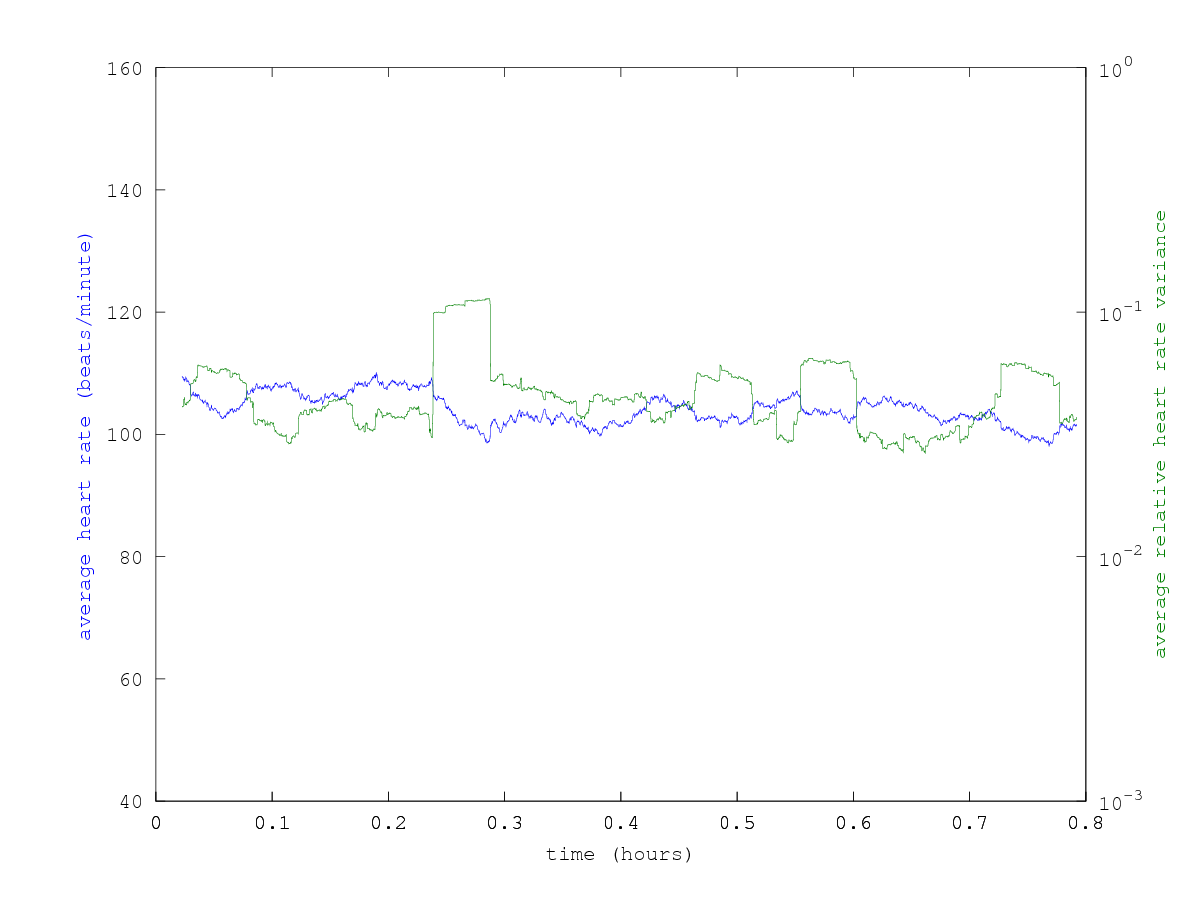 160
140
120
100
80
60
40
average heart rate (beats/minute)
0 0.1 0.2 0.3 0.4 0.5 0.6 0.7 0.8
time (hours)
10^0
10^-1
10^-2
10^-3
average relative heart rate variance